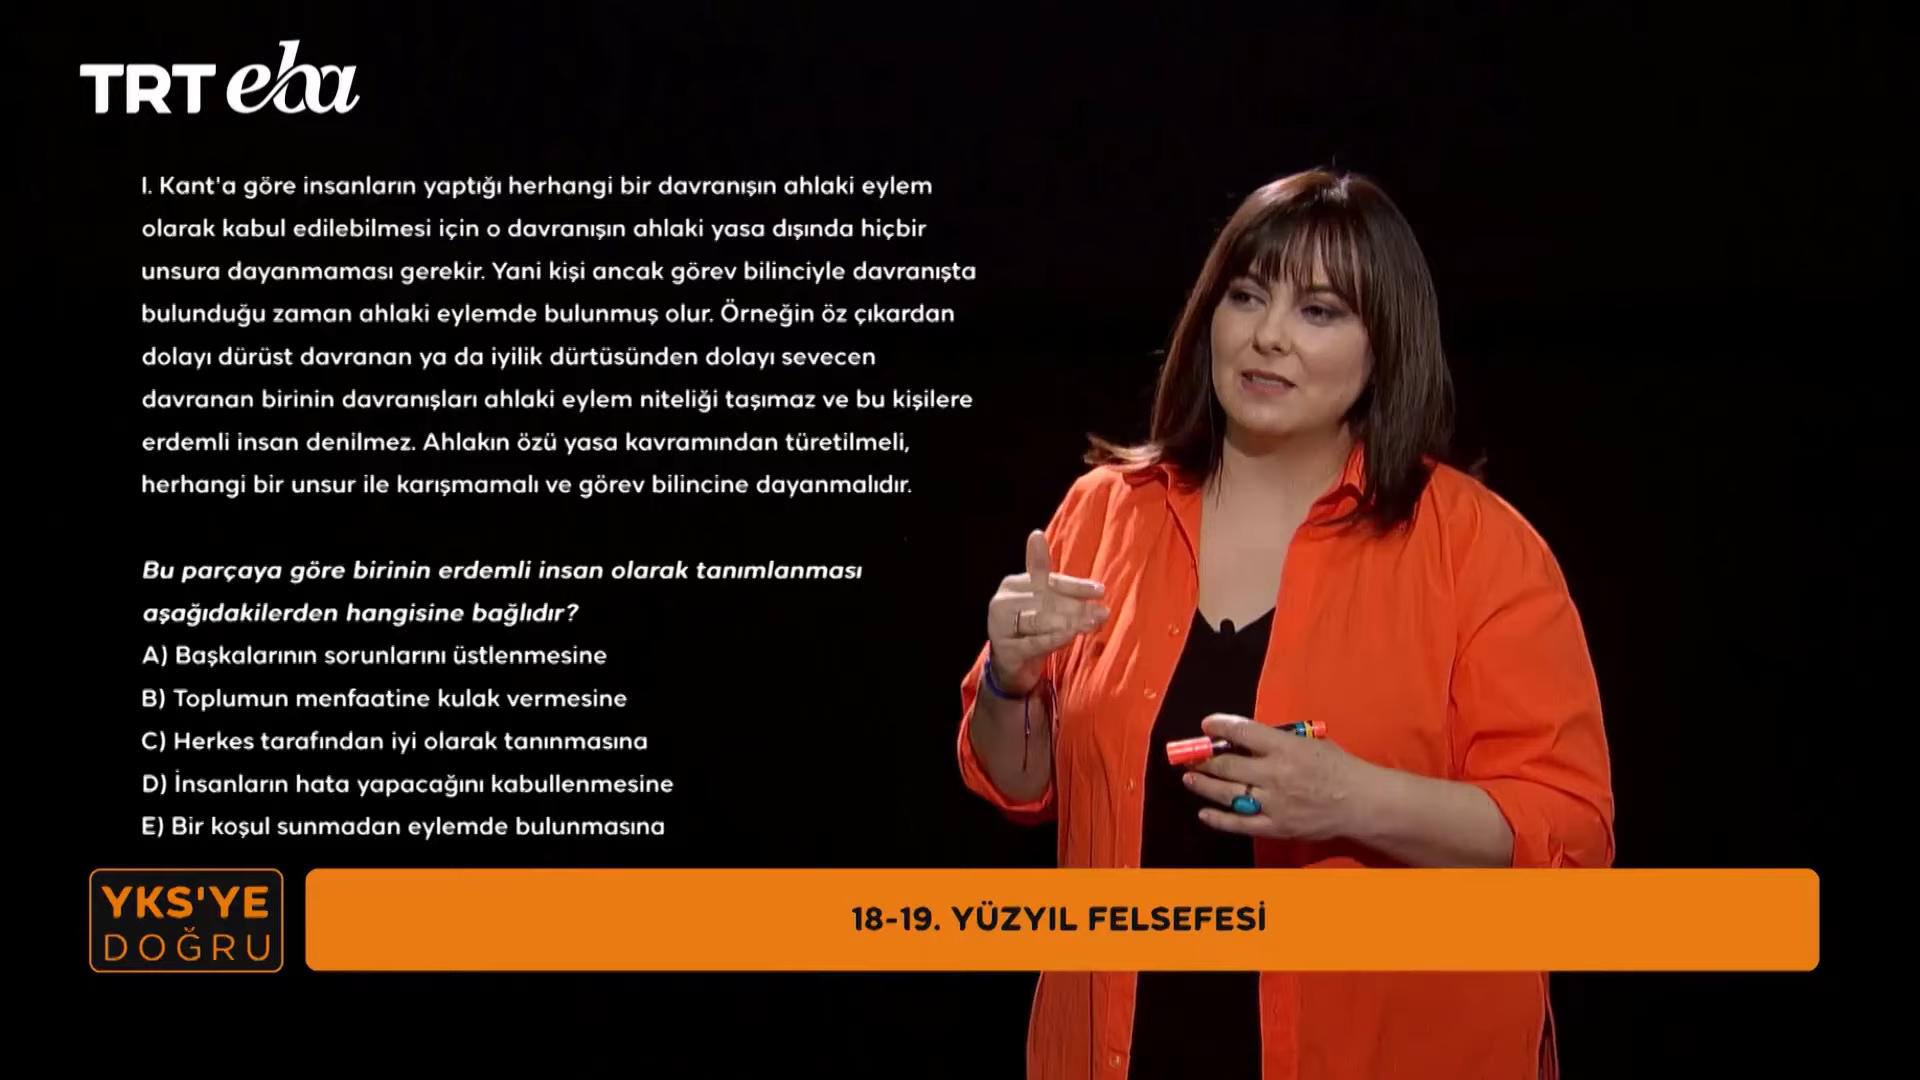 TRT eba
I. Kant'a göre insanların yaptığı herhangi bir davranışın ahlaki eylem
olarak kabul edilebilmesi için o davranışın ahlaki yasa dışında hiçbir
unsura dayanmaması gerekir. Yani kişi ancak görev bilinciyle davranışta
bulunduğu zaman ahlaki eylemde bulunmuş olur. Örneğin öz çıkardan
dolayı dürüst davranan ya da iyilik dürtüsünden dolayı sevecen
davranan birinin davranışları ahlaki eylem niteliği taşımaz ve bu kişilere
erdemli insan denilmez. Ahlakın özü yasa kavramından türetilmeli,
herhangi bir unsur ile karışmamalı ve görev bilincine dayanmalıdır.
Bu parçaya göre birinin erdemli insan olarak tanımlanması
aşağıdakilerden hangisine bağlıdır?
A) Başkalarının sorunlarını üstlenmesine
B) Toplumun menfaatine kulak vermesine
C) Herkes tarafından iyi olarak tanınmasına
D) İnsanların hata yapacağını kabullenmesine
E) Bir koşul sunmadan eylemde bulunmasına
YKS'YE
DOĞRU
18-19. YÜZYIL FELSEFESİ